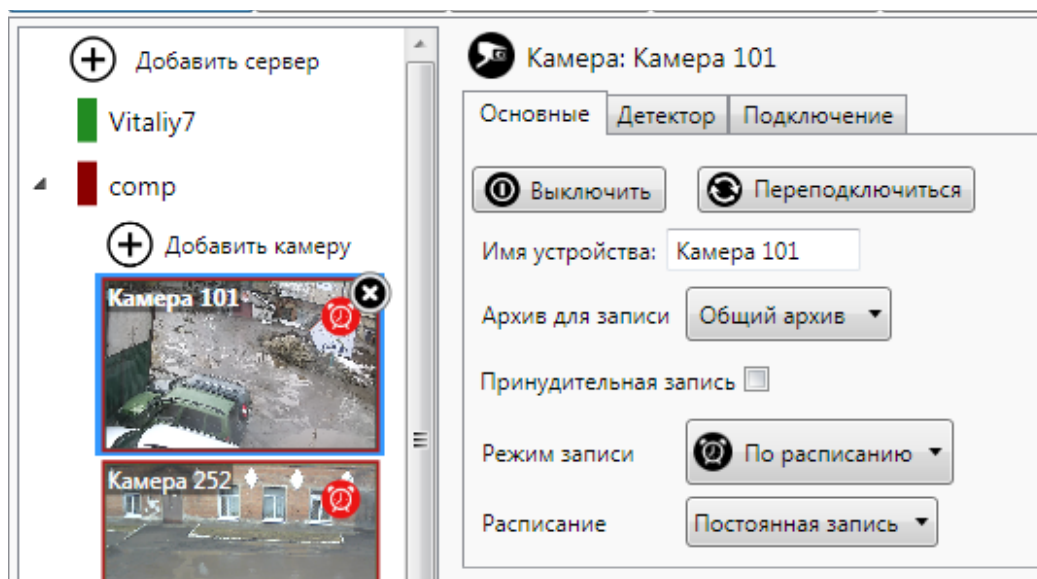 Добавить сервер
Vitaliy7
comp
Добавить камеру
Камера 101
Камера 252
Камера: Камера 101
Основные Детектор Подключение
Выключить Переподключиться
Имя устройства: Камера 101
Архив для записи Общий архив
Принудительная запись
Режим записи По расписанию
Расписание Постоянная запись